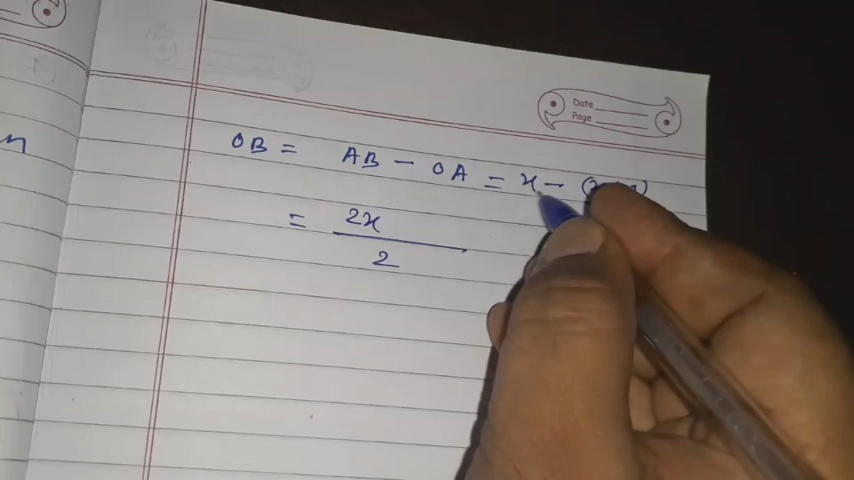 Date
Page
n
OB = AB - OA = x - (
= 2x
2